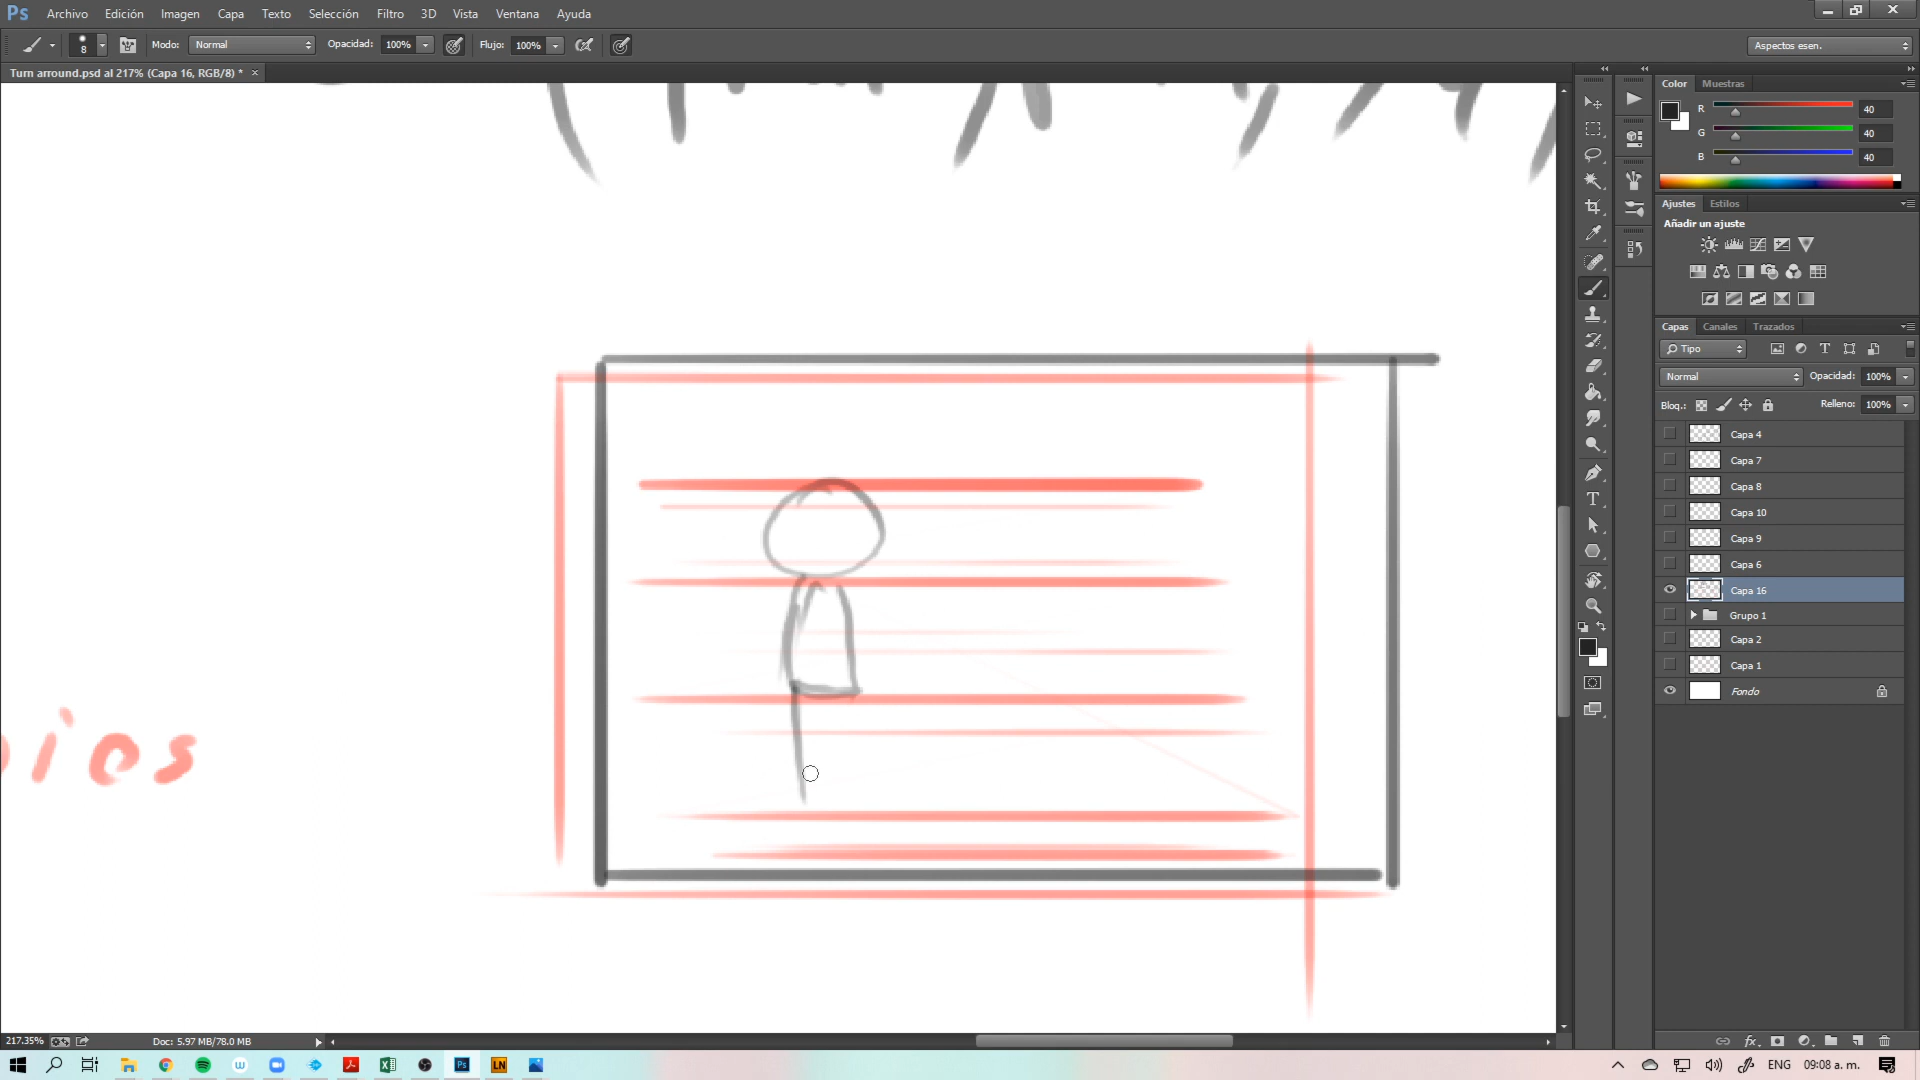 Ps Archivo Edición Imagen Capa Texto Selección Filtro 3D Vista Ventana Ayuda
8 Modo: Normal Opacidad: 100% Flujo: 100% Aspectos esen.
Turn arround.psd al 217% (Capa 16, RGB/8) * ×
Color Muestras
R 40
G 40
B 40
Ajustes Estilos
Añadir un ajuste
Capas Canales Trazados
Tipo
Normal Opacidad: 100%
Bloq.: Relleno: 100%
Capa 4
Capa 7
Capa 8
Capa 10
Capa 9
Capa 6
Capa 16
Grupo 1
Capa 2
Capa 1
Fondo
ies
217.35% Doc: 5.97 MB/78.0 MB
ENG 09:08 a. m.